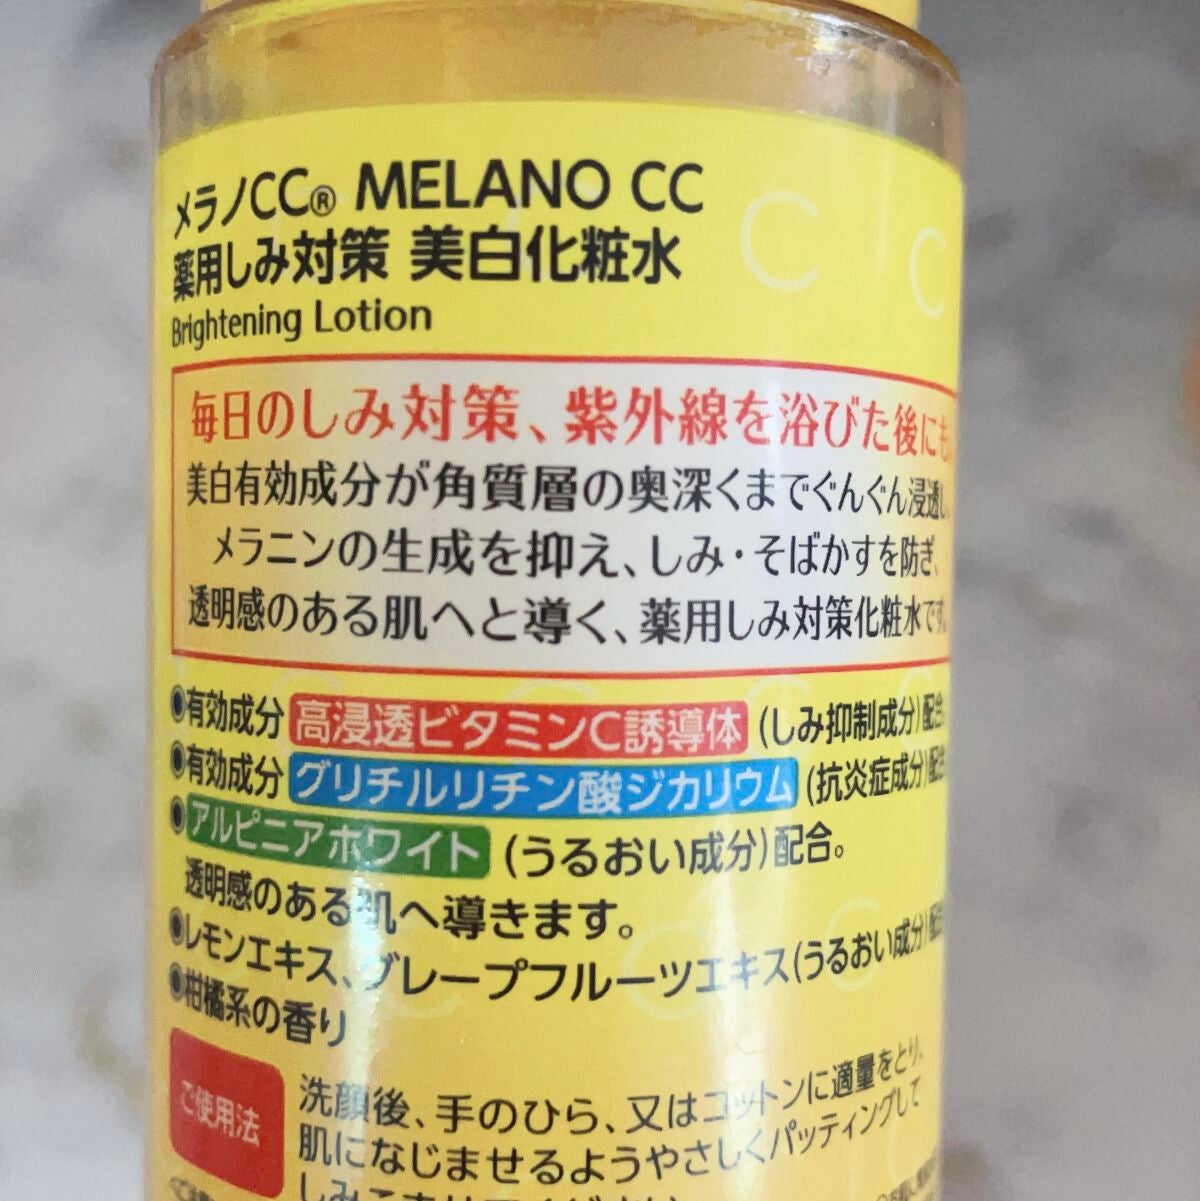 メラノCC® MELANO CC
薬用しみ対策 美白化粧水
Brightening Lotion
毎日のしみ対策、紫外線を浴びた後にも
美白有効成分が角質層の奥深くまでぐんぐん浸透し、
メラニンの生成を抑え、しみ・そばかすを防ぎ、
透明感のある肌へと導く、薬用しみ対策化粧水です。
●有効成分 高浸透ビタミンC誘導体 (しみ抑制成分)配合。
●有効成分 グリチルリチン酸ジカリウム (抗炎症成分)配合
●アルピニアホワイト (うるおい成分)配合。
透明感のある肌へ導きます。
●レモンエキス、グレープフルーツエキス(うるおい成分)配合
●柑橘系の香り
ご使用法
洗顔後、手のひら、又はコットンに適量をとり、
肌になじませるようやさしくパッティングして
C
C